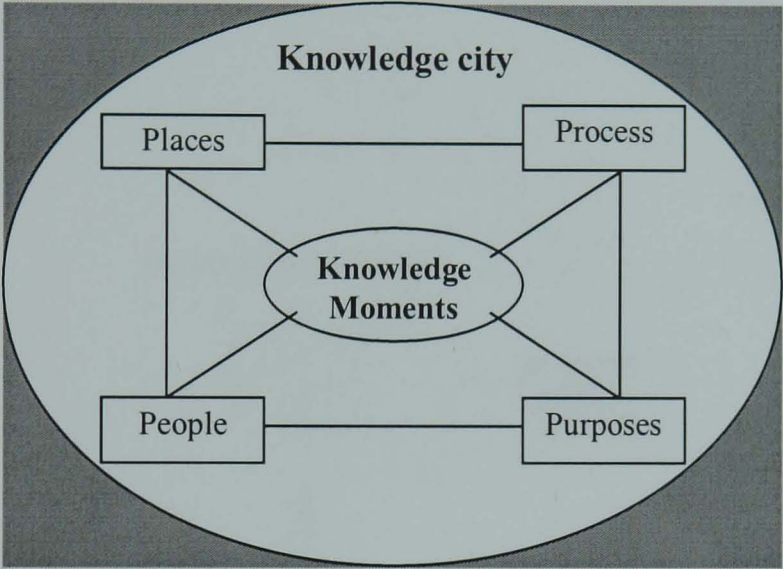 Knowledge city
Places
Process
Knowledge
Moments
People
Purposes